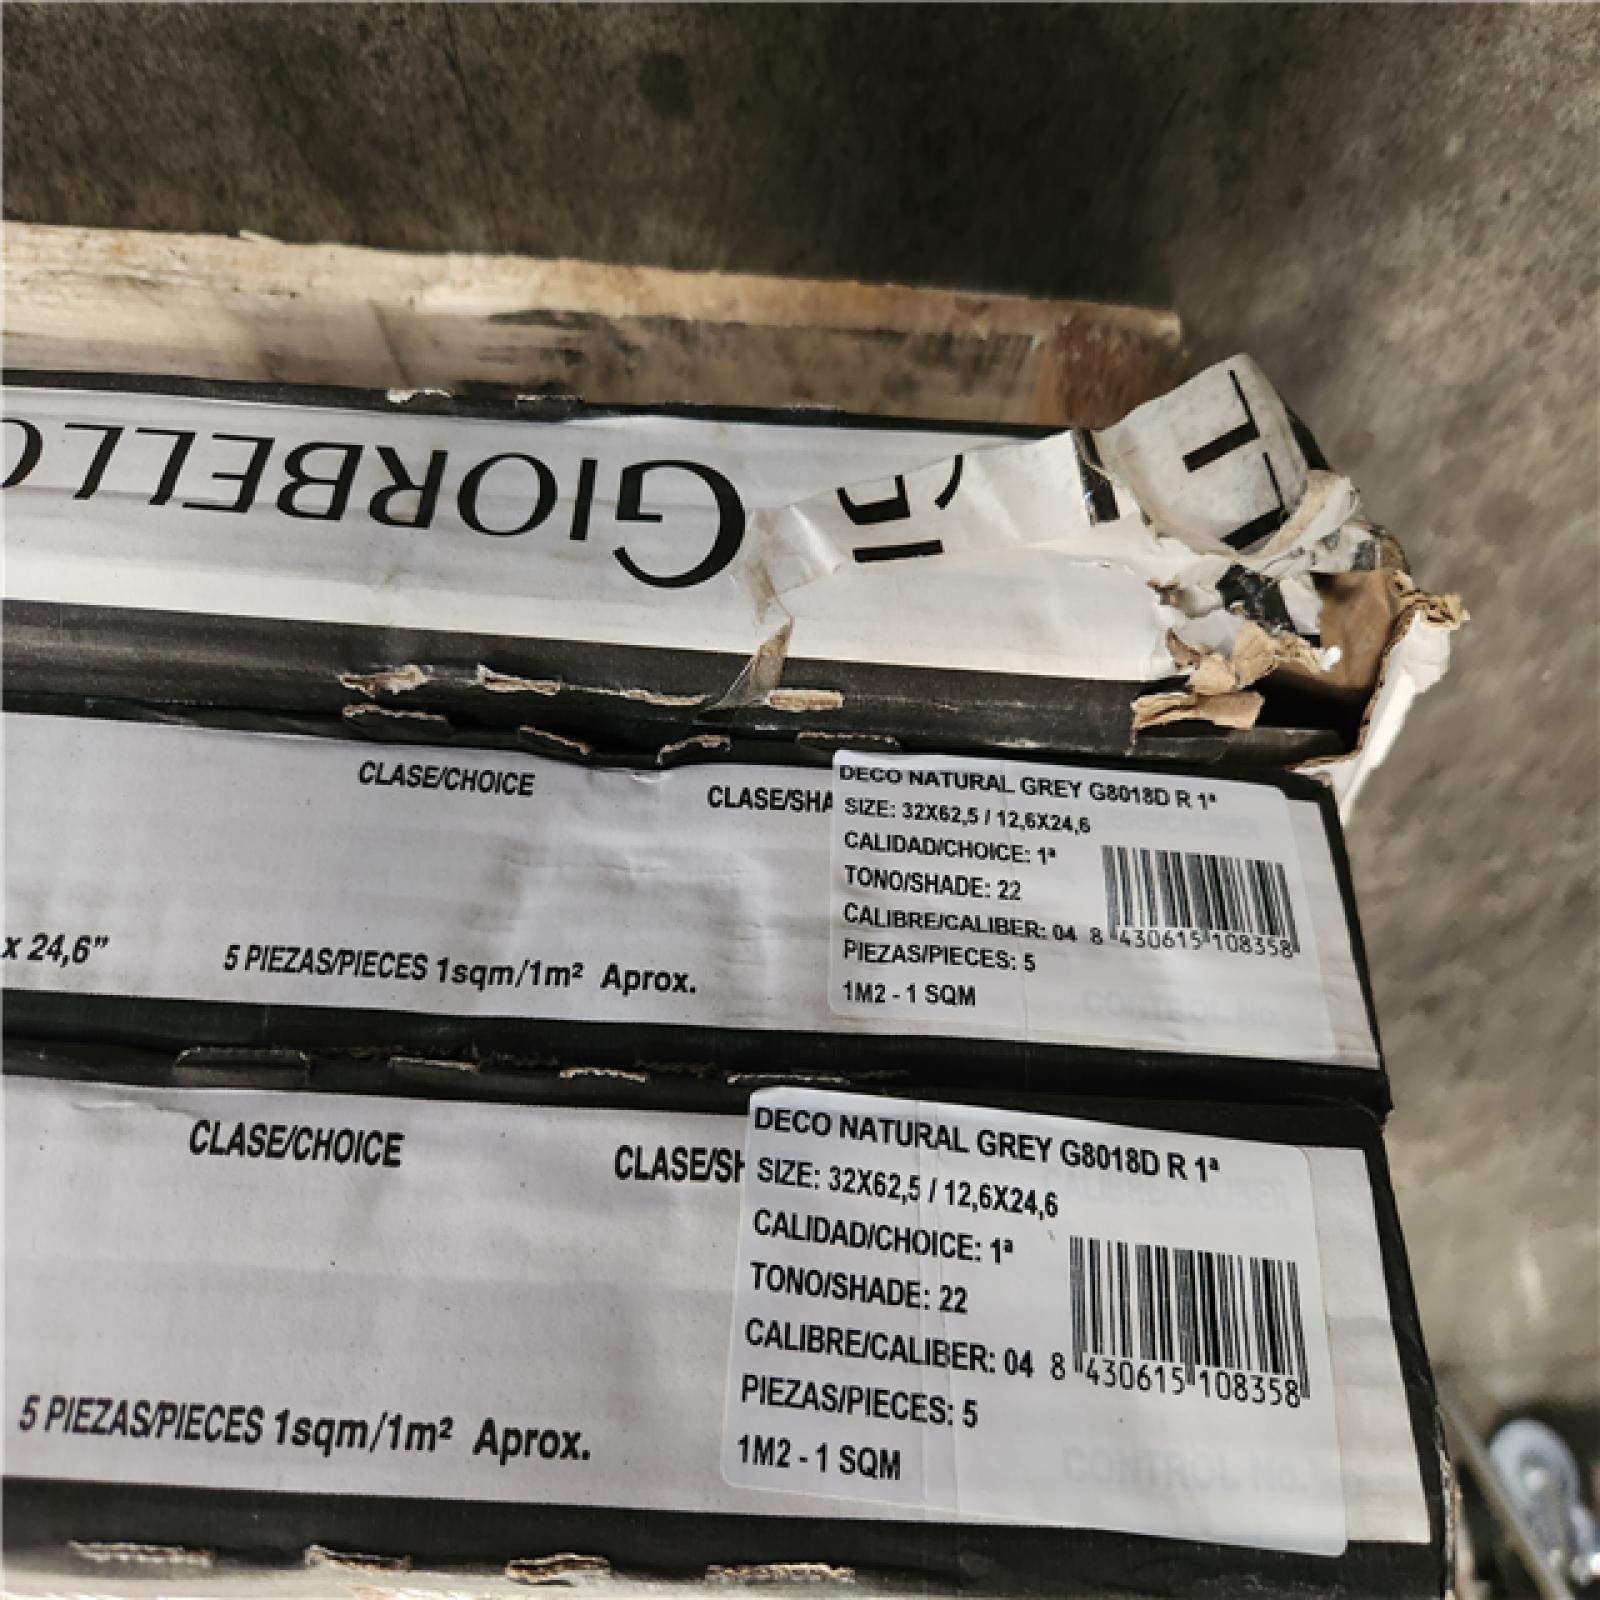 GIORBELLO
CLASE/CHOICE
CLASE/SHA
DECO NATURAL GREY G8018D R 1ª
SIZE: 32X62,5 / 12,6X24,6
CALIDAD/CHOICE: 1ª
TONO/SHADE: 22
CALIBRE/CALIBER: 04
8 430615 108358
PIEZAS/PIECES: 5
1M2 - 1 SQM
x 24,6”
5 PIEZAS/PIECES 1sqm/1m² Aprox.
CLASE/CHOICE
CLASE/SH
DECO NATURAL GREY G8018D R 1ª
SIZE: 32X62,5 / 12,6X24,6
CALIDAD/CHOICE: 1ª
TONO/SHADE: 22
CALIBRE/CALIBER: 04
8 430615 108358
PIEZAS/PIECES: 5
1M2 - 1 SQM
CONTROL No.
5 PIEZAS/PIECES 1sqm/1m² Aprox.